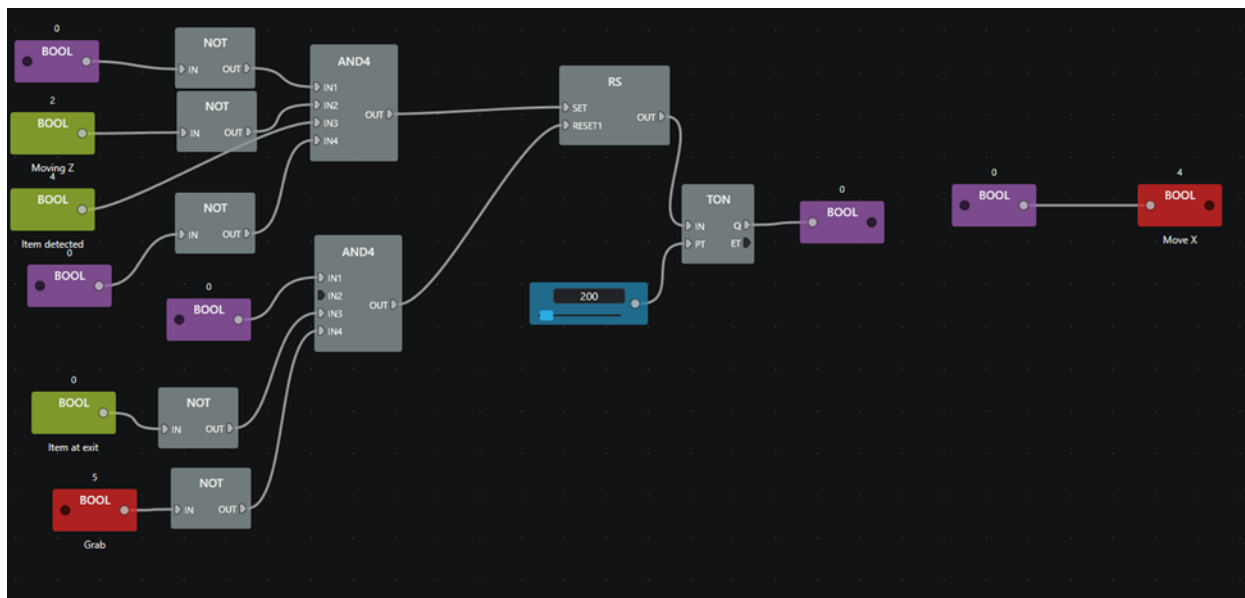 0
BOOL
NOT
IN OUT
2
BOOL
Moving Z
NOT
IN OUT
4
BOOL
Item detected
NOT
IN OUT
0
BOOL
AND4
IN1
IN2
IN3
IN4
OUT
0
BOOL
AND4
IN1
IN2
IN3
IN4
OUT
0
BOOL
Item at exit
NOT
IN OUT
5
BOOL
Grab
NOT
IN OUT
RS
SET
RESET1
OUT
200
TON
IN Q
PT ET
0
BOOL
0
BOOL
4
BOOL
Move X